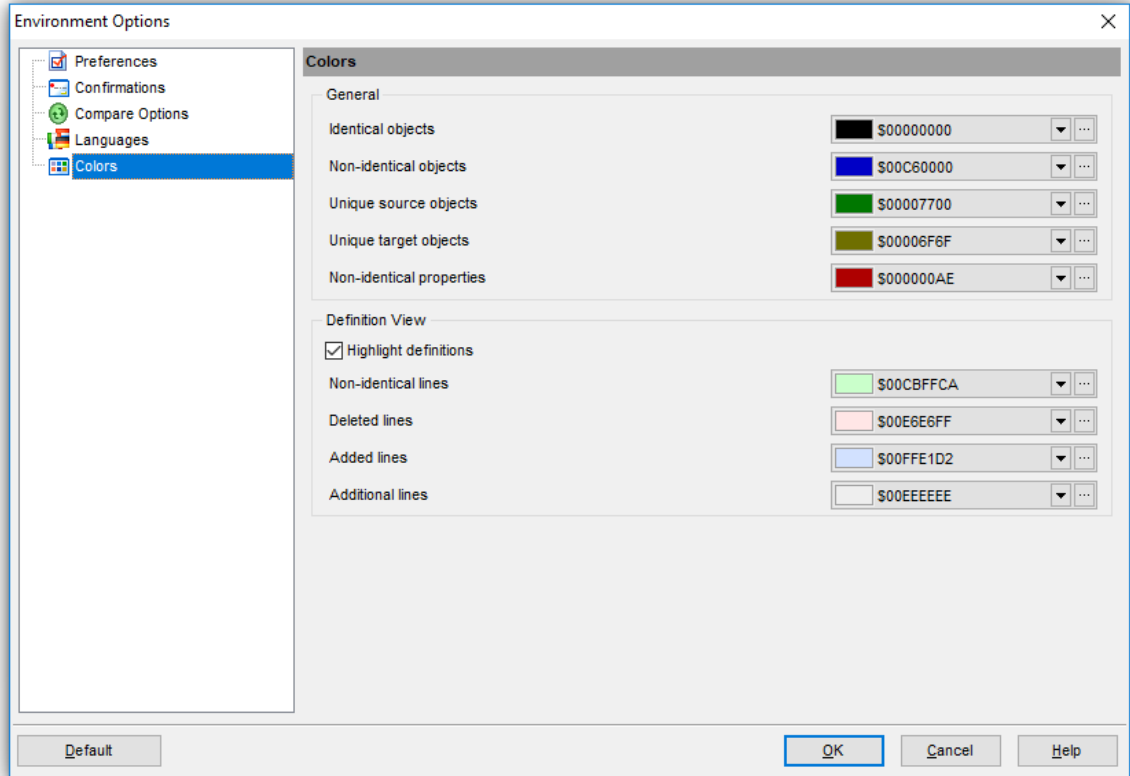 Environment Options
Preferences
Confirmations
Compare Options
Languages
Colors
Colors
General
Identical objects $00000000
Non-identical objects $00C60000
Unique source objects $00007700
Unique target objects $00006F6F
Non-identical properties $000000AE
Definition View
Highlight definitions
Non-identical lines $00CBFFCA
Deleted lines $00E6E6FF
Added lines $00FFE1D2
Additional lines $00EEEEEE
Default OK Cancel Help